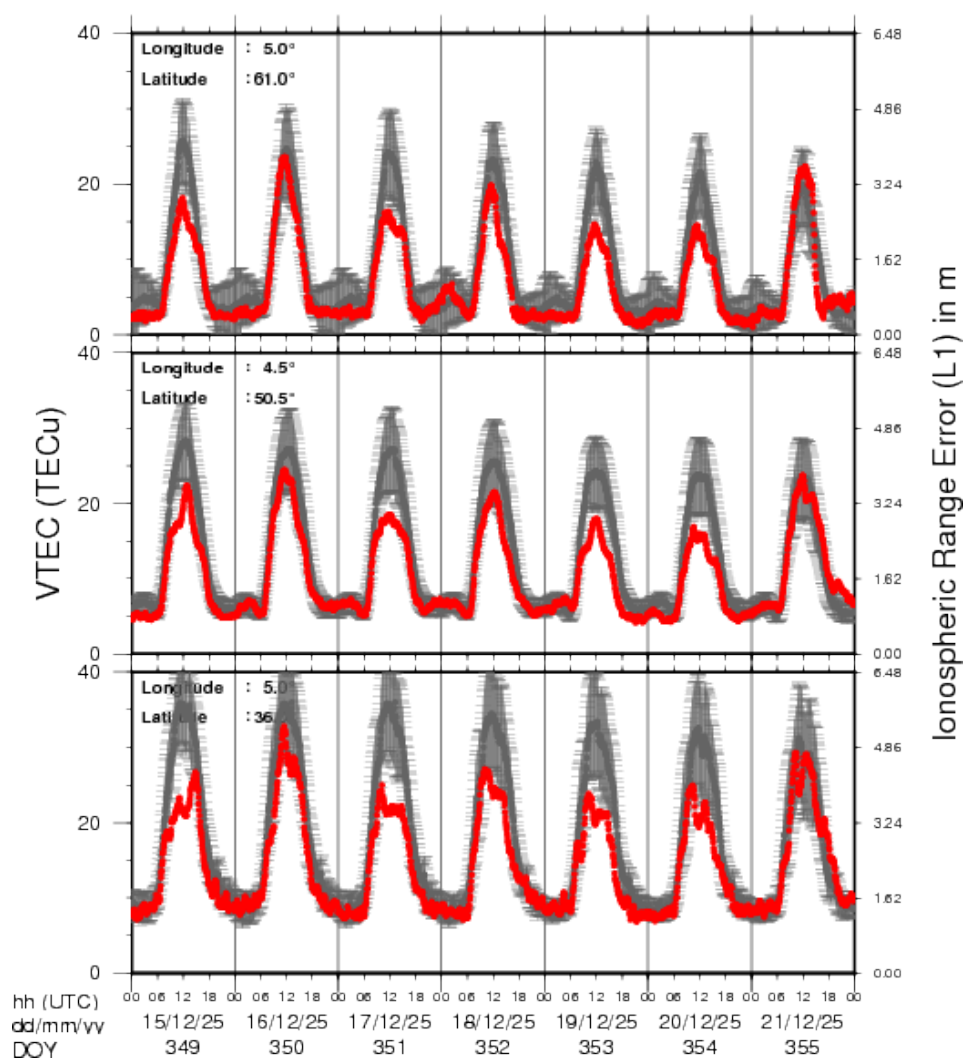 40
20
0
6.48
4.86
3.24
1.62
0.00
Longitude : 5.0°
Latitude :61.0°
40
20
0
6.48
4.86
3.24
1.62
0.00
Longitude : 4.5°
Latitude :50.5°
40
20
0
6.48
4.86
3.24
1.62
0.00
Longitude : 5.0
Latitude :36.
VTEC (TECu)
Ionospheric Range Error (L1) in m
hh (UTC) 00 06 12 18 00 06 12 18 00 06 12 18 00 06 12 18 00 06 12 18 00 06 12 18 00 06 12 18 00
dd/mm/yy 15/12/25 16/12/25 17/12/25 18/12/25 19/12/25 20/12/25 21/12/25
DOY 349 350 351 352 353 354 355